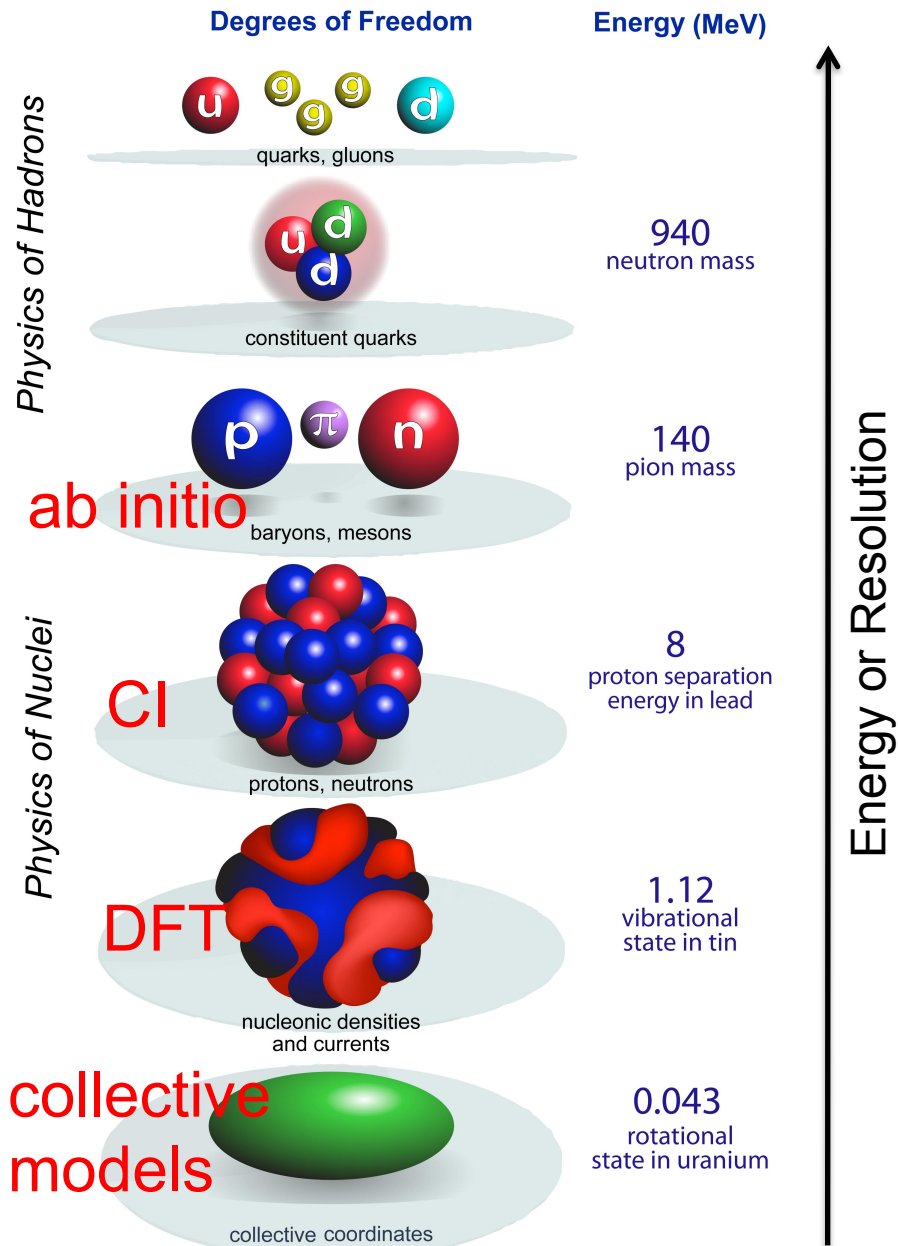 Degrees of Freedom
Energy (MeV)
Physics of Hadrons
u
g
g
g
d
quarks, gluons
u
d
d
constituent quarks
940
neutron mass
p
π
n
ab initio
baryons, mesons
140
pion mass
Energy or Resolution
Physics of Nuclei
CI
protons, neutrons
8
proton separation
energy in lead
DFT
nucleonic densities
and currents
1.12
vibrational
state in tin
collective
models
collective coordinates
0.043
rotational
state in uranium